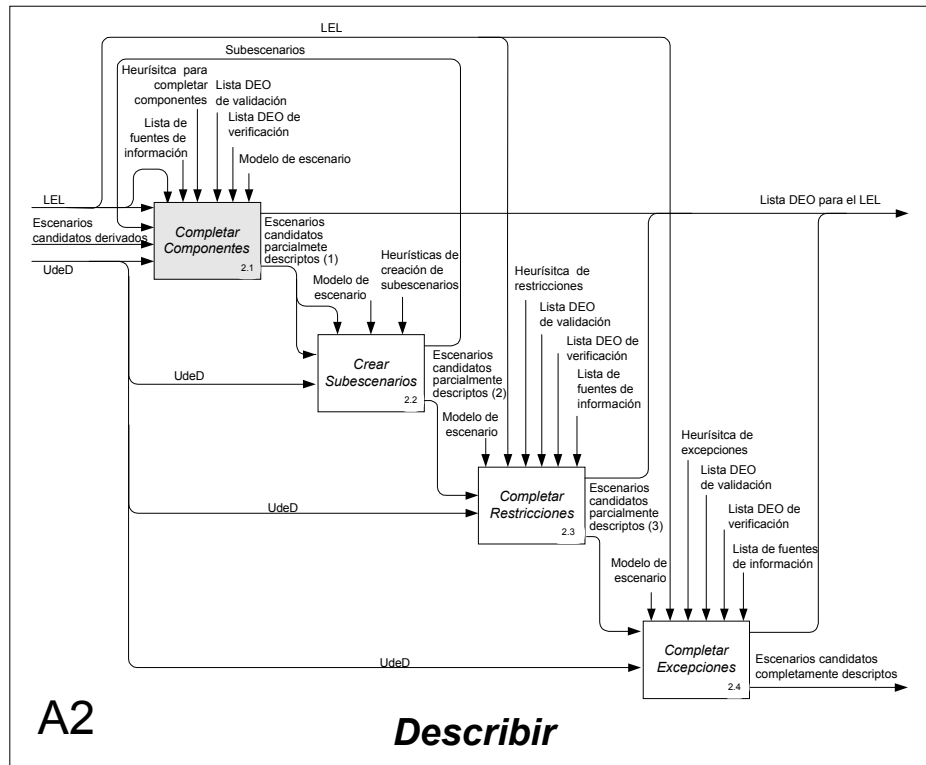 LEL
Subescenarios
Heurísitca para
completar
componentes
Lista DEO
de validación
Lista DEO de
verificación
Lista de
fuentes de
información
Modelo de escenario
LEL
Escenarios
candidatos derivados
UdeD
Completar
Componentes
2.1
Lista DEO para el LEL
Escenarios
candidatos
parcialmete
descriptos (1)
Modelo de
escenario
Heurísticas de
creación de
subescenarios
Crear
Subescenarios
2.2
UdeD
Escenarios
candidatos
parcialmente
descriptos (2)
Heurísitca de
restricciones
Lista DEO
de validación
Lista DEO de
verificación
Lista de
fuentes de
información
Modelo de
escenario
Completar
Restricciones
2.3
UdeD
Escenarios
candidatos
parcialmente
descriptos (3)
Heurísitca de
excepciones
Lista DEO
de validación
Lista DEO de
verificación
Lista de fuentes
de información
Modelo de
escenario
Completar
Excepciones
2.4
UdeD
Escenarios candidatos
completamente descriptos
A2
Describir